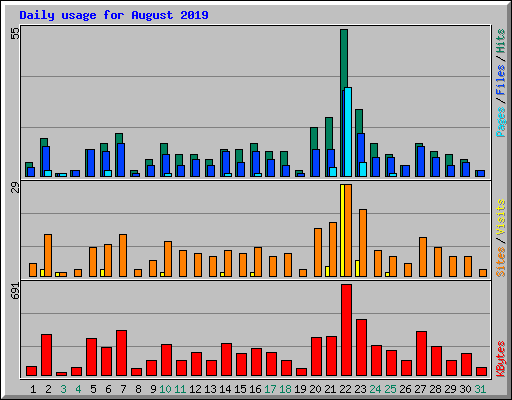 Daily usage for August 2019
55
Pages / Files / Hits
29
Sites / Visits
691
KBytes
1 2 3 4 5 6 7 8 9 10 11 12 13 14 15 16 17 18 19 20 21 22 23 24 25 26 27 28 29 30 31